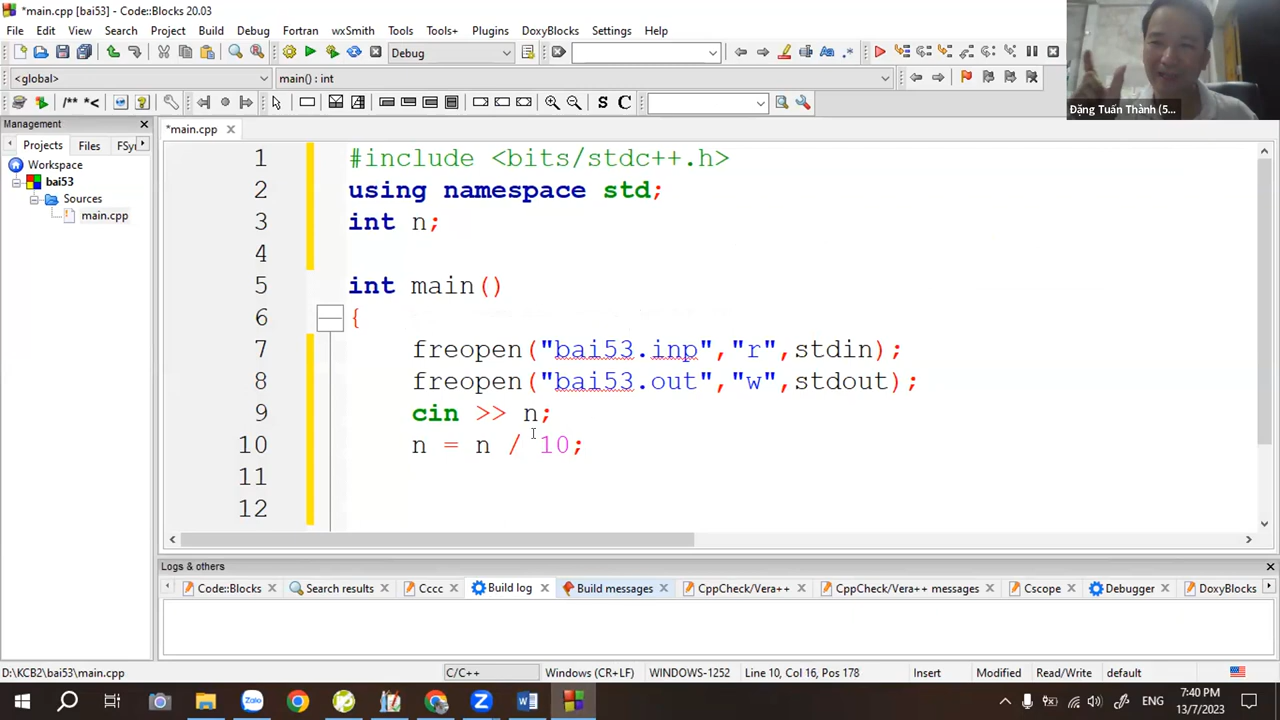 *main.cpp [bai53] - Code::Blocks 20.03
File Edit View Search Project Build Debug Fortran wxSmith Tools Tools+ Plugins DoxyBlocks Settings Help
Debug
<global>
main() : int
/** *<
S C
Management
Projects Files FSy
Workspace
bai53
Sources
main.cpp
*main.cpp
1 #include <bits/stdc++.h>
2 using namespace std;
3 int n;
4
5 int main()
6 {
7 freopen("bai53.inp","r",stdin);
8 freopen("bai53.out","w",stdout);
9 cin >> n;
10 n = n / 10;
11
12
Đặng Tuấn Thành (5...
Logs & others
Code::Blocks Search results Cccc Build log Build messages CppCheck/Vera++ CppCheck/Vera++ messages Cscope Debugger DoxyBlocks
D:\KCB2\bai53\main.cpp C/C++ Windows (CR+LF) WINDOWS-1252 Line 10, Col 16, Pos 178 Insert Modified Read/Write default
Zalo
ENG
7:40 PM
13/7/2023